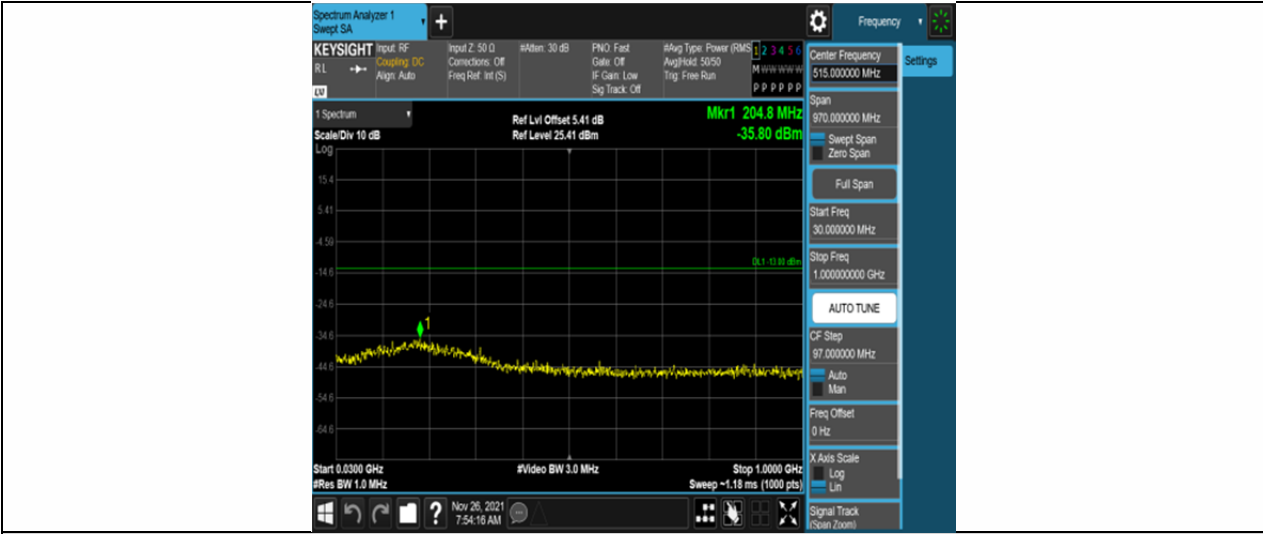 Spectrum Analyzer 1
Swept SA
+
Frequency
KEYSIGHT
RL
LV
Input: RF
Coupling: DC
Align: Auto
Input Z: 50 Ω
Corrections: Off
Freq Ref: Int (S)
#Atten: 30 dB
PNO: Fast
Gate: Off
IF Gain: Low
Sig Track: Off
#Avg Type: Power (RMS
Avg|Hold: 50/50
Trig: Free Run
1 2 3 4 5 6
M W W W W W
P P P P P P
1 Spectrum
Scale/Div 10 dB
Log
Ref Lvl Offset 5.41 dB
Ref Level 25.41 dBm
Mkr1 204.8 MHz
-35.80 dBm
15.4
5.41
-4.59
DL1 -13.00 dBm
-14.6
-24.6
1
-34.6
-44.6
-54.6
-64.6
Start 0.0300 GHz
#Res BW 1.0 MHz
#Video BW 3.0 MHz
Stop 1.0000 GHz
Sweep ~1.18 ms (1000 pts)
?
Nov 26, 2021
7:54:16 AM
Center Frequency
515.000000 MHz
Settings
Span
970.000000 MHz
Swept Span
Zero Span
Full Span
Start Freq
30.000000 MHz
Stop Freq
1.000000000 GHz
AUTO TUNE
CF Step
97.000000 MHz
Auto
Man
Freq Offset
0 Hz
X Axis Scale
Log
Lin
Signal Track
(Span Zoom)